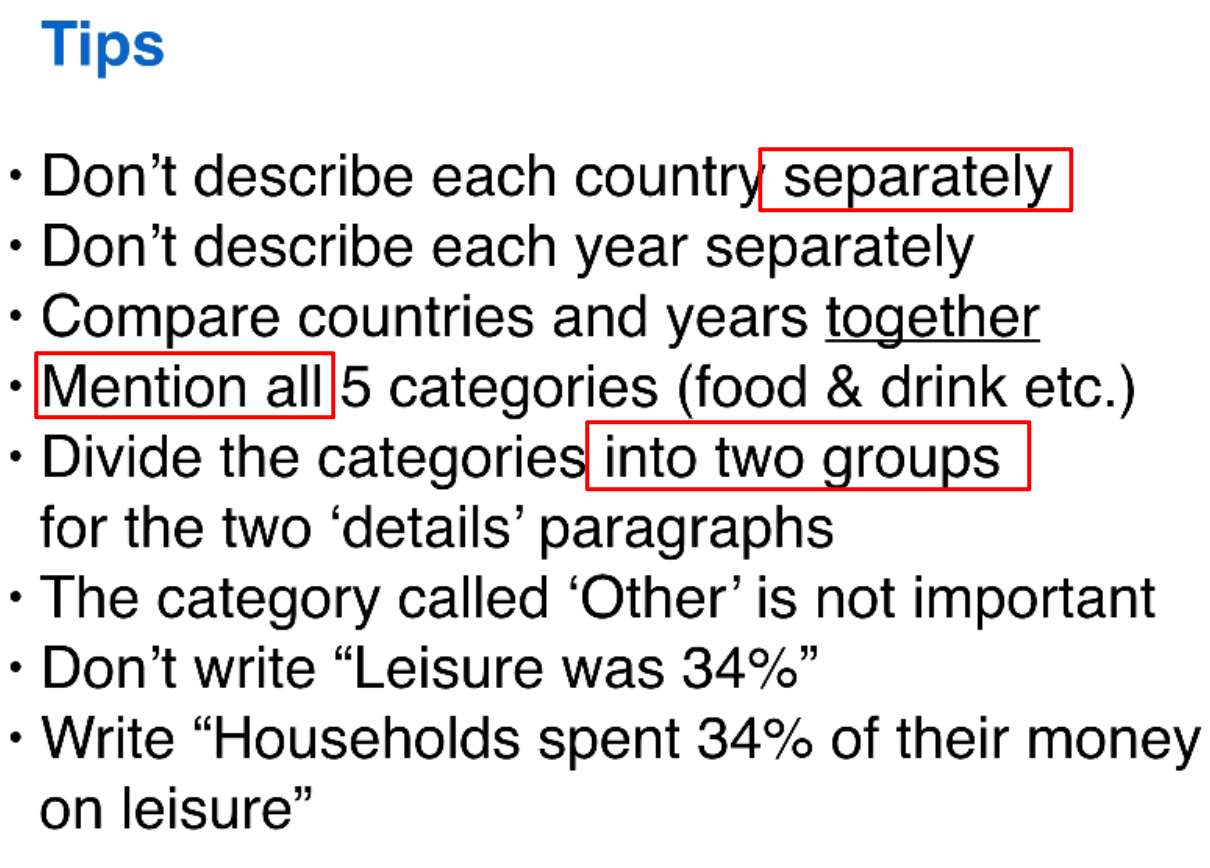 Tips
• Don’t describe each country separately
• Don’t describe each year separately
• Compare countries and years together
• Mention all 5 categories (food & drink etc.)
• Divide the categories into two groups
for the two ‘details’ paragraphs
• The category called ‘Other’ is not important
• Don’t write “Leisure was 34%”
• Write “Households spent 34% of their money
on leisure”